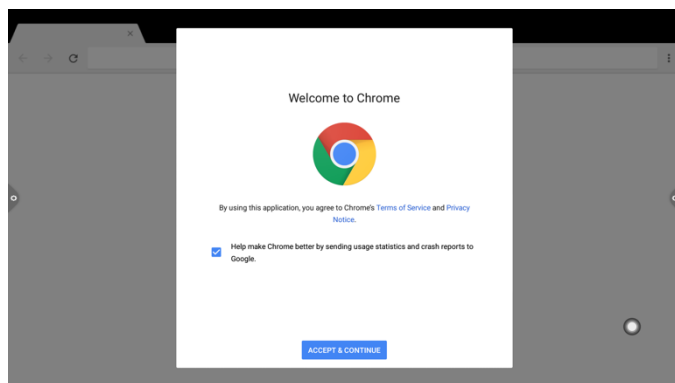 Welcome to Chrome
By using this application, you agree to Chrome's Terms of Service and Privacy
Notice.
Help make Chrome better by sending usage statistics and crash reports to
Google.
ACCEPT & CONTINUE